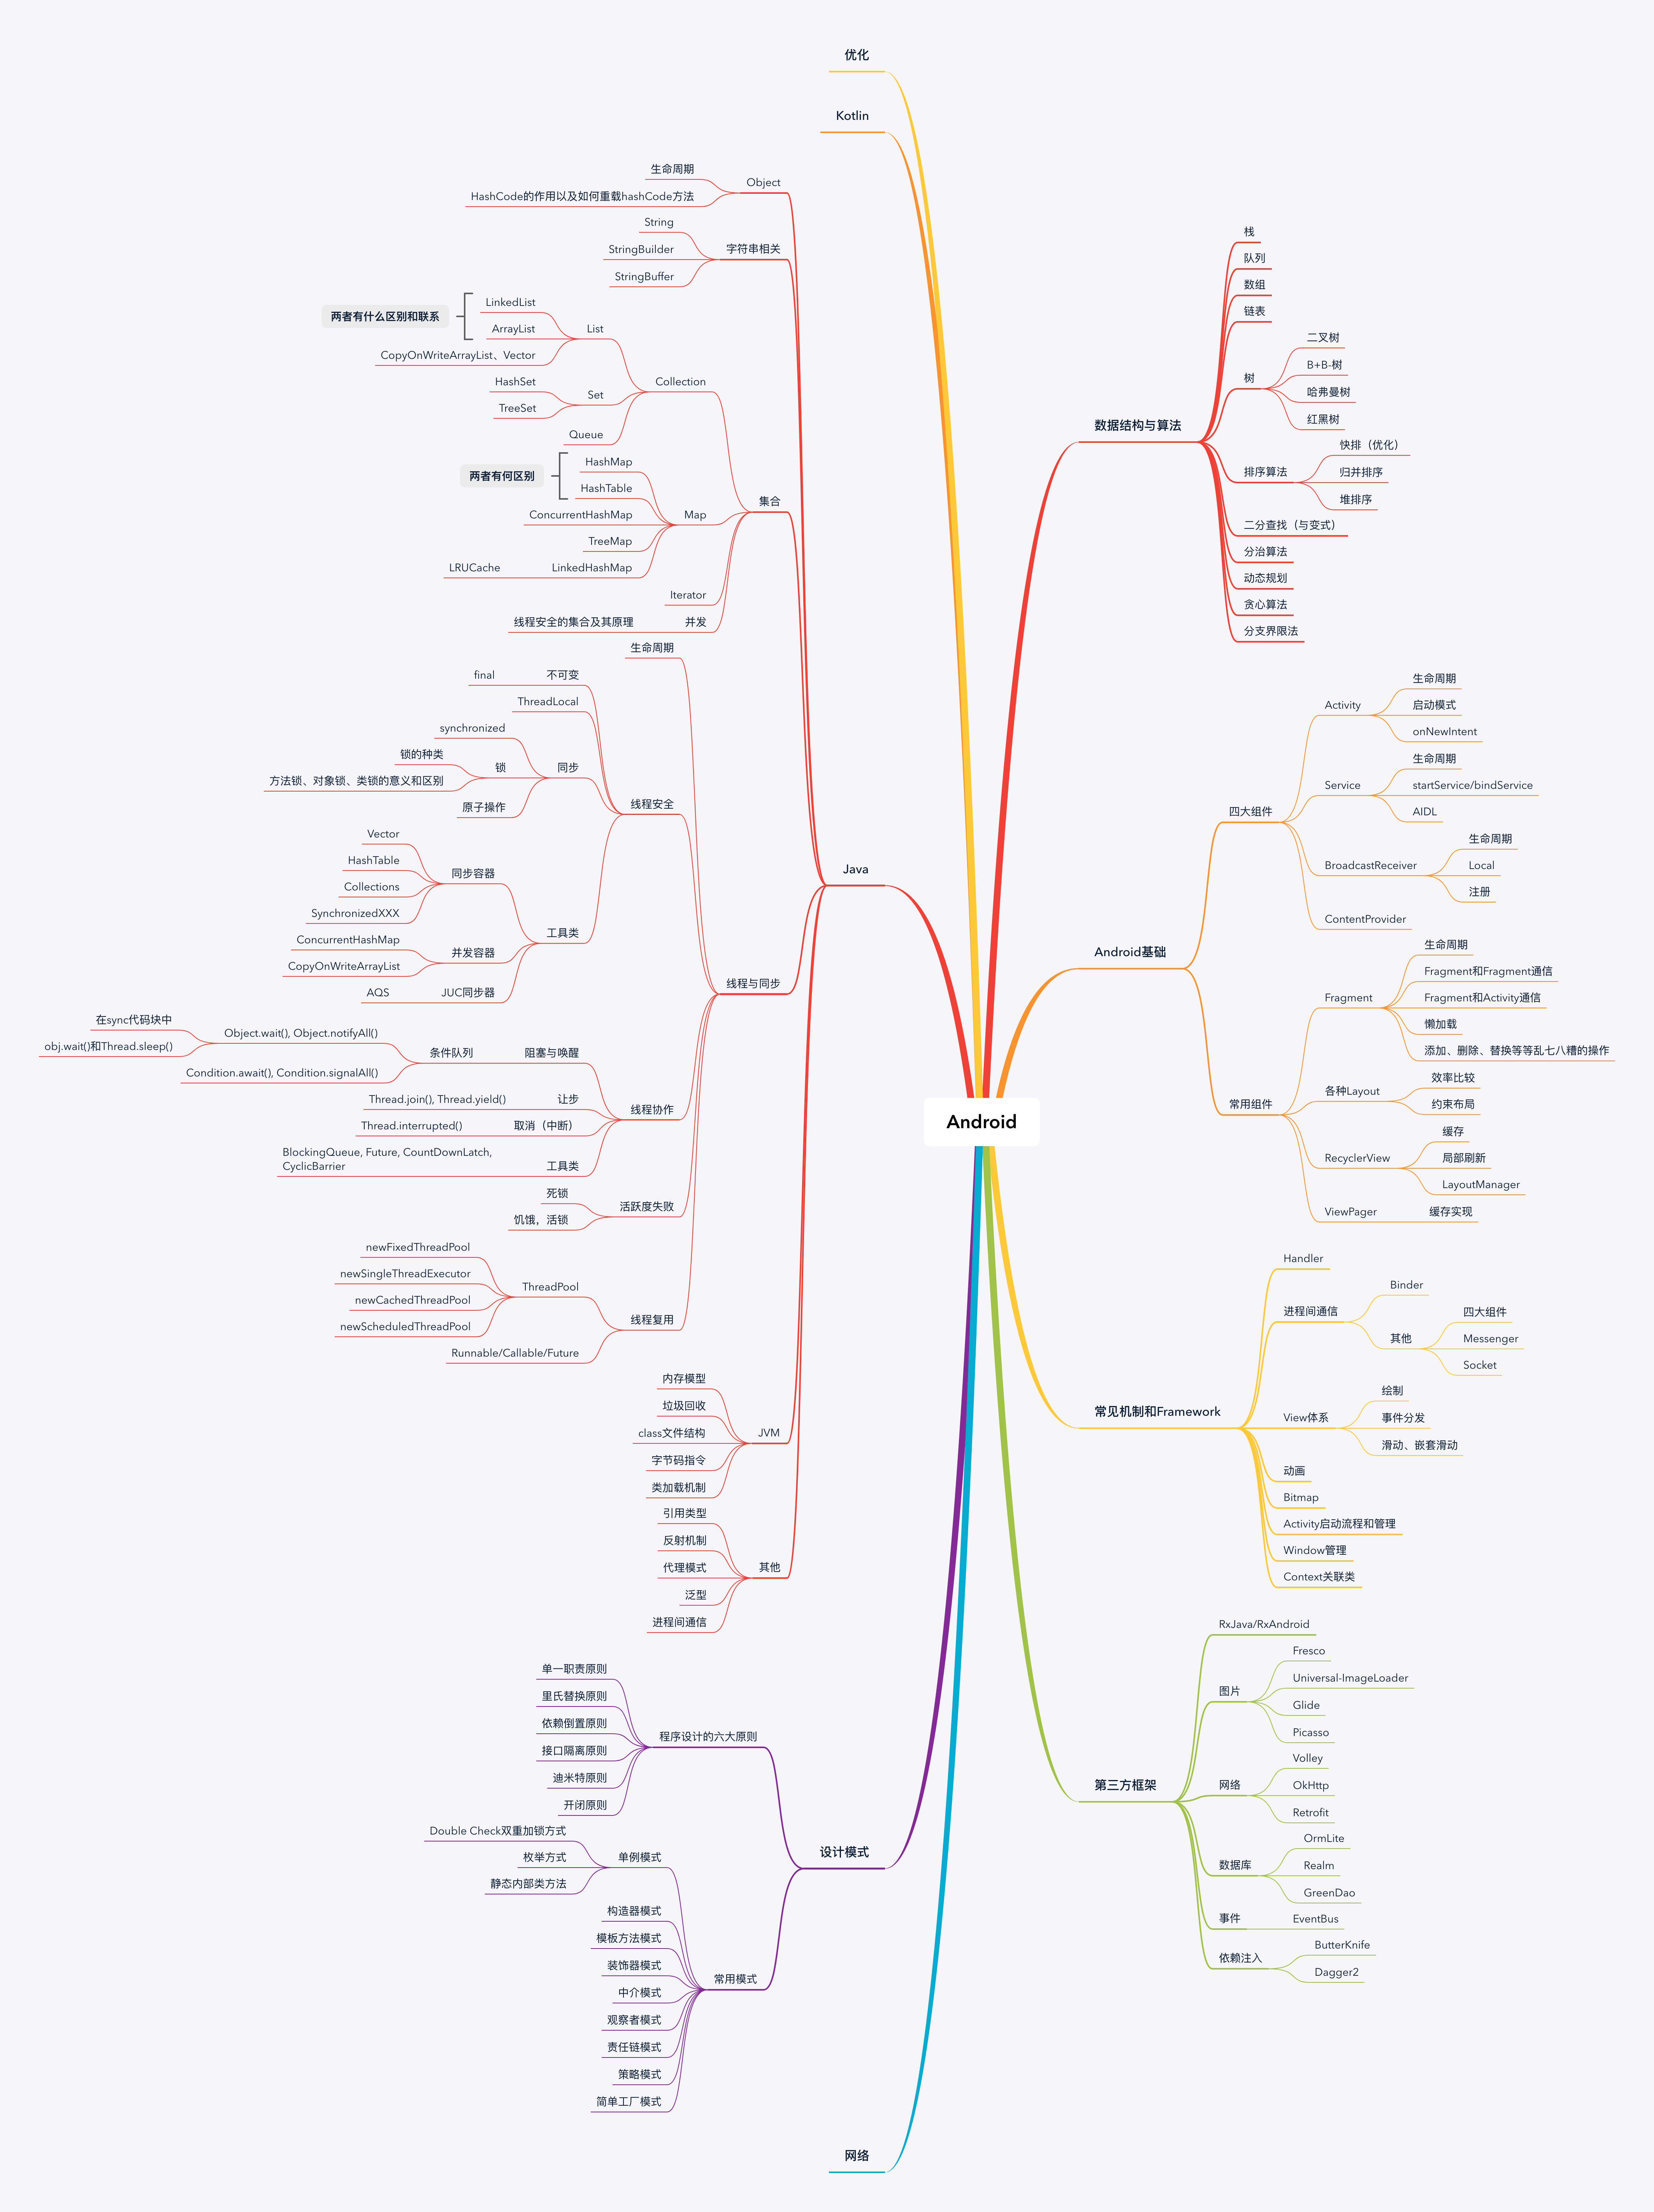 Android
数据结构与算法
栈
队列
数组
链表
树
二叉树
B+B-树
哈弗曼树
红黑树
排序算法
快排（优化）
归并排序
堆排序
二分查找（与变式）
分治算法
动态规划
贪心算法
分支界限法
Android基础
四大组件
Activity
生命周期
启动模式
onNewIntent
Service
生命周期
startService/bindService
AIDL
BroadcastReceiver
生命周期
Local
注册
ContentProvider
常用组件
Fragment
生命周期
Fragment和Fragment通信
Fragment和Activity通信
懒加载
添加、删除、替换等等乱七八糟的操作
各种Layout
效率比较
约束布局
RecyclerView
缓存
局部刷新
LayoutManager
ViewPager
缓存实现
常见机制和Framework
Handler
进程间通信
Binder
其他
四大组件
Messenger
Socket
View体系
绘制
事件分发
滑动、嵌套滑动
动画
Bitmap
Activity启动流程和管理
Window管理
Context关联类
第三方框架
RxJava/RxAndroid
图片
Fresco
Universal-ImageLoader
Glide
Picasso
网络
Volley
OkHttp
Retrofit
数据库
OrmLite
Realm
GreenDao
事件
EventBus
依赖注入
ButterKnife
Dagger2
优化
Kotlin
Java
Object
生命周期
HashCode的作用以及如何重载hashCode方法
字符串相关
String
StringBuilder
StringBuffer
集合
Collection
List
LinkedList
ArrayList
两者有什么区别和联系
CopyOnWriteArrayList、Vector
Set
HashSet
TreeSet
Queue
Map
HashMap
HashTable
两者有何区别
ConcurrentHashMap
TreeMap
LinkedHashMap
LRUCache
Iterator
并发
线程安全的集合及其原理
线程与同步
生命周期
线程安全
不可变
final
ThreadLocal
同步
synchronized
锁
锁的种类
方法锁、对象锁、类锁的意义和区别
原子操作
工具类
同步容器
Vector
HashTable
Collections
SynchronizedXXX
并发容器
ConcurrentHashMap
CopyOnWriteArrayList
JUC同步器
AQS
线程协作
阻塞与唤醒
条件队列
Object.wait(), Object.notifyAll()
在sync代码块中
obj.wait()和Thread.sleep()
Condition.await(), Condition.signalAll()
让步
Thread.join(), Thread.yield()
取消（中断）
Thread.interrupted()
工具类
BlockingQueue, Future, CountDownLatch,
CyclicBarrier
活跃度失败
死锁
饥饿，活锁
线程复用
ThreadPool
newFixedThreadPool
newSingleThreadExecutor
newCachedThreadPool
newScheduledThreadPool
Runnable/Callable/Future
JVM
内存模型
垃圾回收
class文件结构
字节码指令
类加载机制
其他
引用类型
反射机制
代理模式
泛型
进程间通信
设计模式
程序设计的六大原则
单一职责原则
里氏替换原则
依赖倒置原则
接口隔离原则
迪米特原则
开闭原则
常用模式
单例模式
Double Check双重加锁方式
枚举方式
静态内部类方法
构造器模式
模板方法模式
装饰器模式
中介模式
观察者模式
责任链模式
策略模式
简单工厂模式
网络